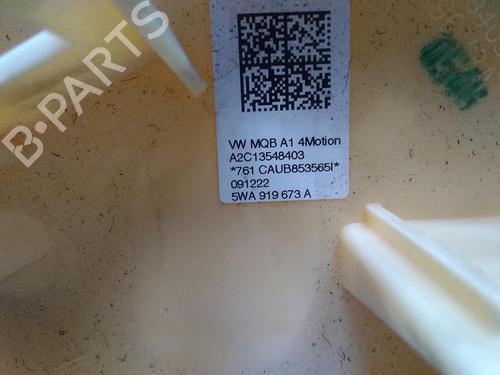 B-PARTS
VW MQB A1 4Motion
A2C13548403
*761 CAUB853565I*
091222
5WA 919 673 A